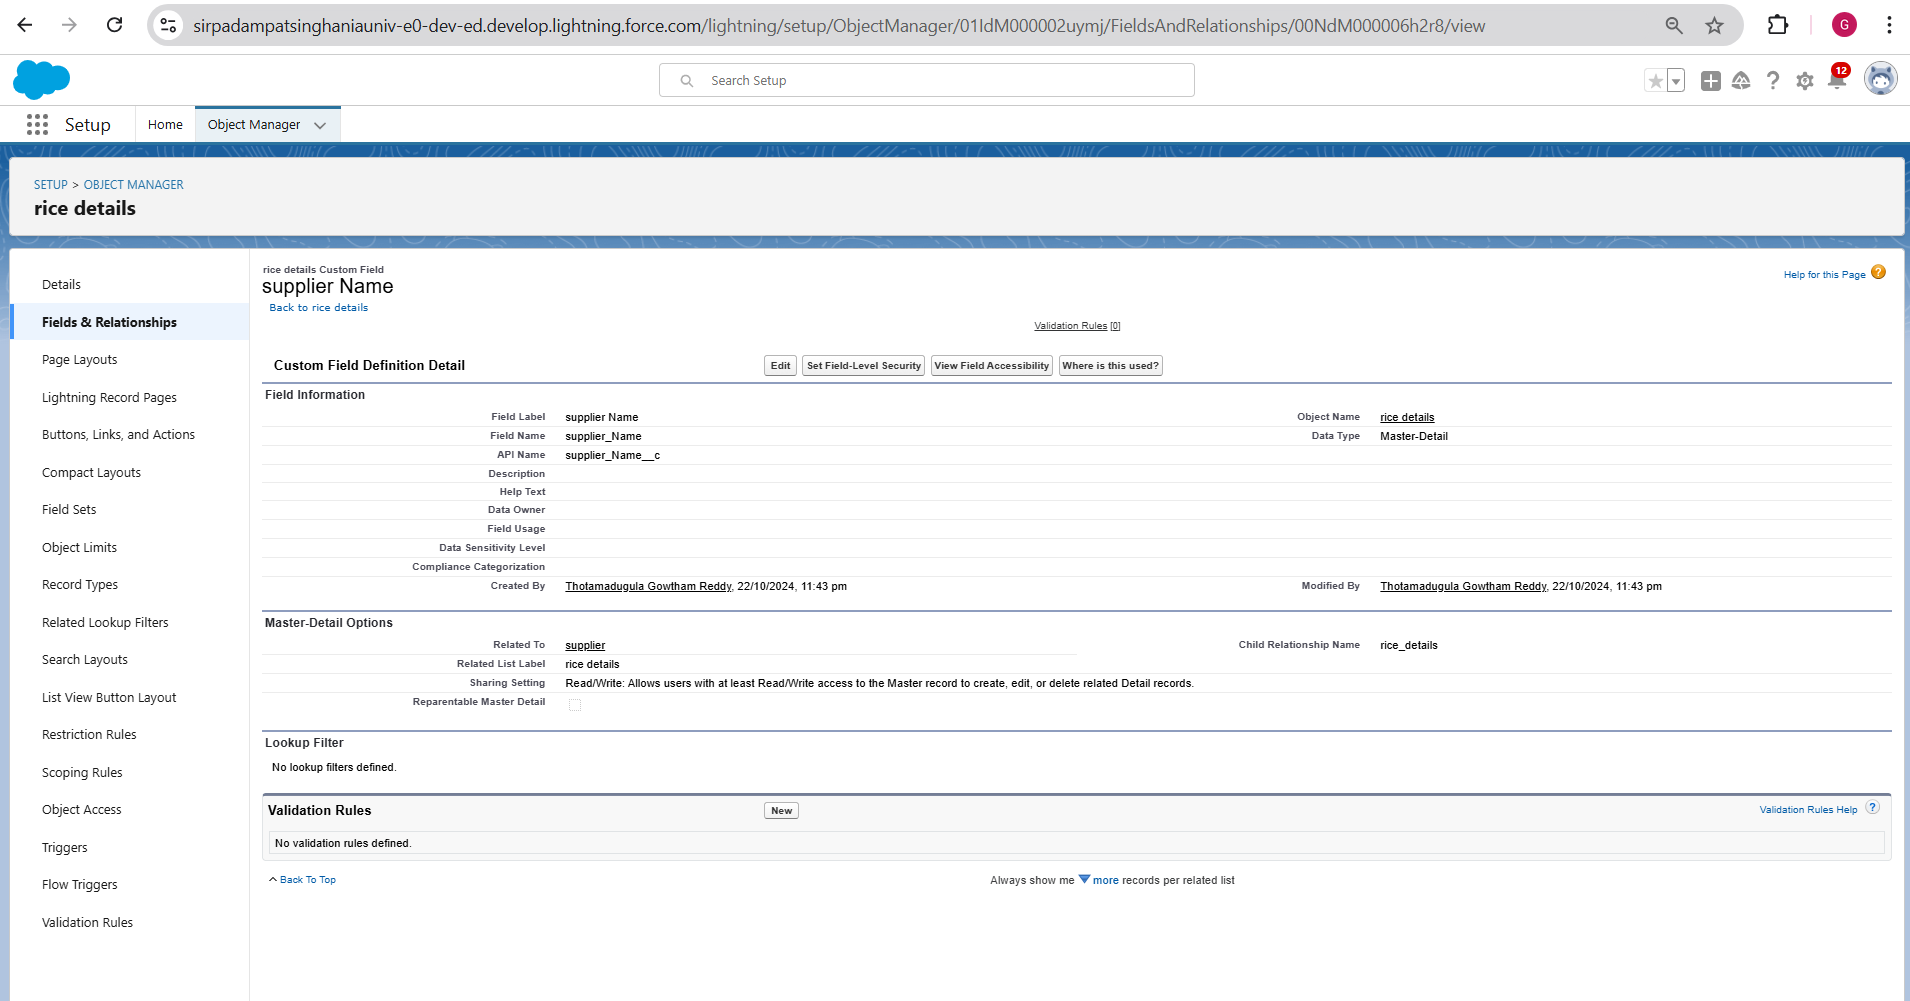 sirpadampatsinghaniauniv-e0-dev-ed.develop.lightning.force.com/lightning/setup/ObjectManager/01IdM000002uymj/FieldsAndRelationships/00NdM000006h2r8/view
G
Search Setup
12
Setup
Home
Object Manager
SETUP > OBJECT MANAGER
rice details
Details
Fields & Relationships
Page Layouts
Lightning Record Pages
Buttons, Links, and Actions
Compact Layouts
Field Sets
Object Limits
Record Types
Related Lookup Filters
Search Layouts
List View Button Layout
Restriction Rules
Scoping Rules
Object Access
Triggers
Flow Triggers
Validation Rules
rice details Custom Field
supplier Name
Back to rice details
Help for this Page ?
Validation Rules [0]
Custom Field Definition Detail Edit Set Field-Level Security View Field Accessibility Where is this used?
Field Information
Field Label supplier Name Object Name rice details
Field Name supplier_Name Data Type Master-Detail
API Name supplier_Name__c
Description
Help Text
Data Owner
Field Usage
Data Sensitivity Level
Compliance Categorization
Created By Thotamadugula Gowtham Reddy, 22/10/2024, 11:43 pm Modified By Thotamadugula Gowtham Reddy, 22/10/2024, 11:43 pm
Master-Detail Options
Related To supplier Child Relationship Name rice_details
Related List Label rice details
Sharing Setting Read/Write: Allows users with at least Read/Write access to the Master record to create, edit, or delete related Detail records.
Reparentable Master Detail
Lookup Filter
No lookup filters defined.
Validation Rules New Validation Rules Help ?
No validation rules defined.
^ Back To Top Always show me more records per related list